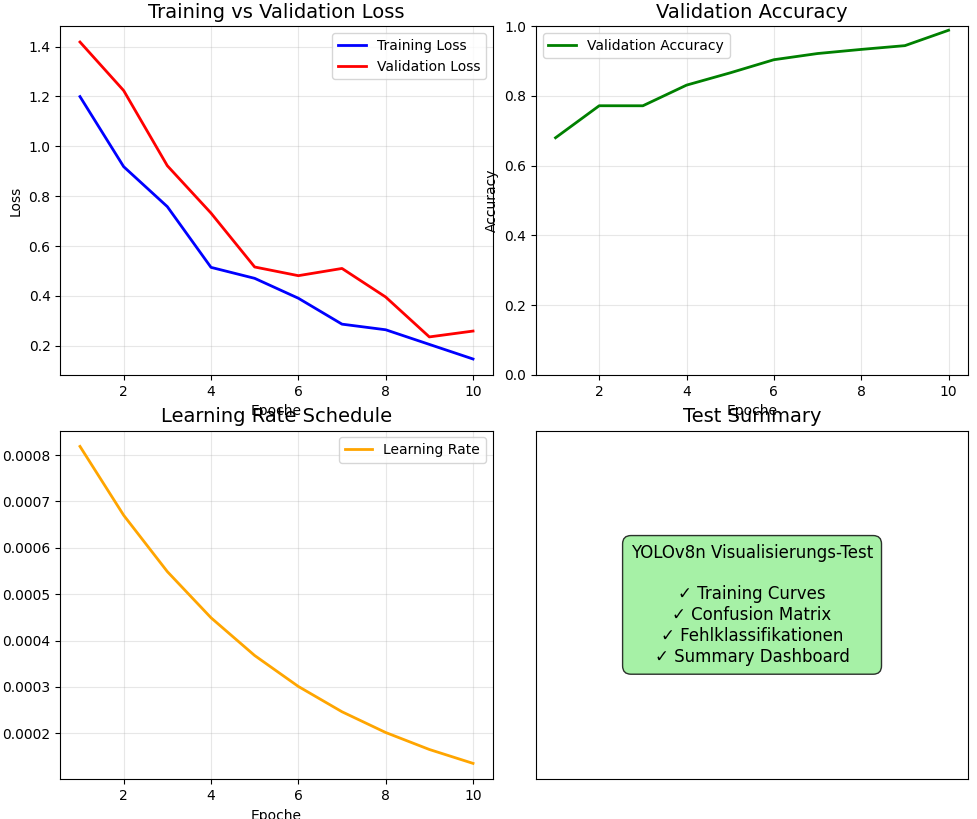 Training vs Validation Loss
Training Loss
Validation Loss
1.4
1.2
1.0
0.8
0.6
0.4
0.2
Loss
2 4 6 8 10
Epoche
Validation Accuracy
Validation Accuracy
1.0
0.8
0.6
0.4
0.2
0.0
Accuracy
2 4 6 8 10
Epoche
Learning Rate Schedule
Learning Rate
0.0008
0.0007
0.0006
0.0005
0.0004
0.0003
0.0002
2 4 6 8 10
Epoche
Test Summary
YOLOv8n Visualisierungs-Test
✓ Training Curves
✓ Confusion Matrix
✓ Fehlklassifikationen
✓ Summary Dashboard